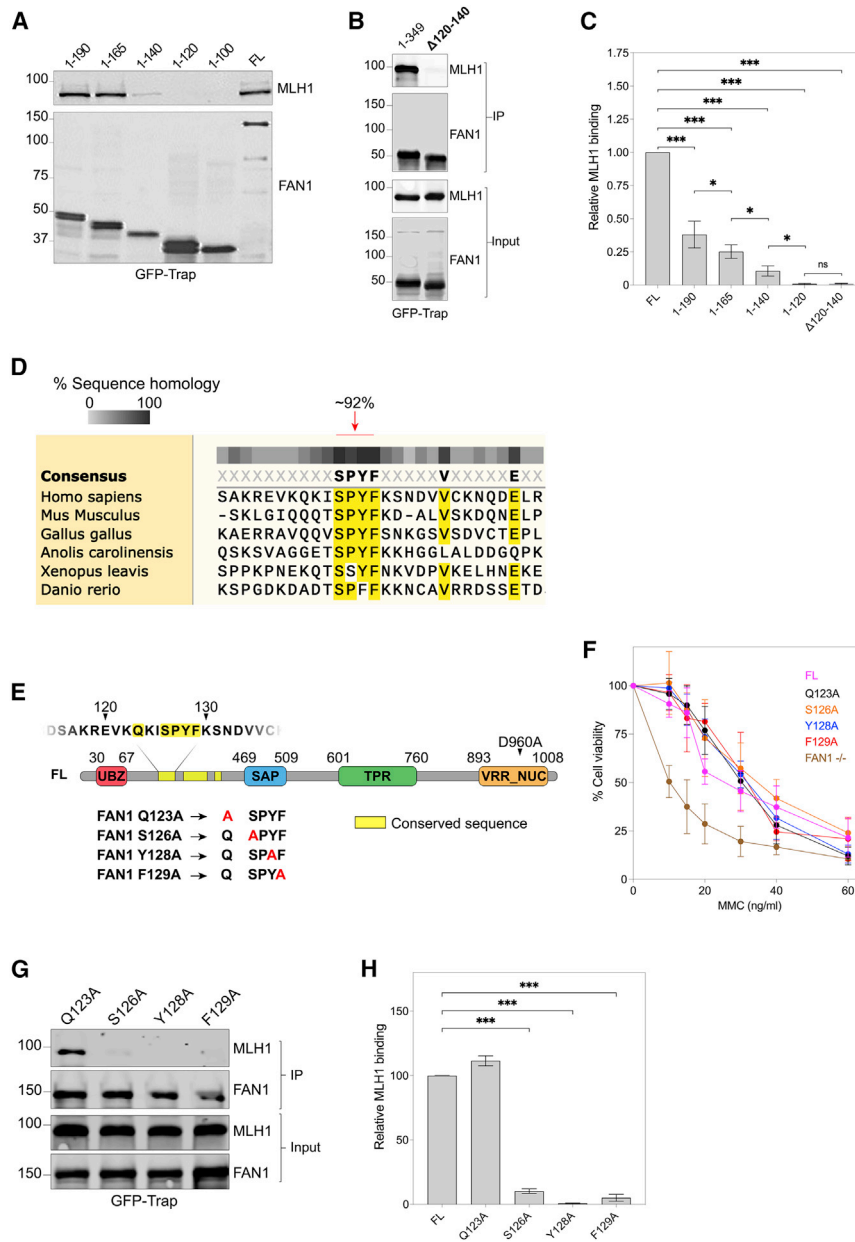 A
1-190 1-165 1-140 1-120 1-100 FL
100
MLH1
150
100
50
37
FAN1
GFP-Trap
B
1-349 Δ120-140
100
MLH1
150
100
50
FAN1
IP
100
MLH1
150
100
50
FAN1
Input
GFP-Trap
C
Relative MLH1 binding
1.75
1.50
1.25
1.00
0.75
0.50
0.25
0
***
***
***
***
***
*
*
*
ns
FL 1-190 1-165 1-140 1-120 Δ120-140
D
% Sequence homology
0 100
~92%
Consensus XXXXXXXXXXSPYFXXXXXXVXXXXXEXX
Homo sapiens SAKREVKQKISPYFKSNDVVCKNQDELR
Mus Musculus -SKLGIQQQTSPYFKD-ALVSKDQNELP
Gallus gallus KAERRAVQQVSPYFSNKGVSDVCTEPL
Anolis carolinensis QSKSVAGGETSPYFKKHGGLALDDGQPK
Xenopus leavis SPPKPNEKQTSSYFNKVDPVKELHNEKE
Danio rerio KSPGDKDADTSPFFKKNCAVRRDSSETD
E
120 130
DSAKREVKQKISPYFKSNDVVC
D960A
30 67 469 509 601 760 893 1008
FL UBZ SAP TPR VRR_NUC
FAN1 Q123A → A SPYF
FAN1 S126A → Q APYF
FAN1 Y128A → Q SPAF
FAN1 F129A → Q SPYA
Conserved sequence
F
% Cell viability
125
100
75
50
25
0
FL
Q123A
S126A
Y128A
F129A
FAN1 -/-
0 20 40 60
MMC (ng/ml)
G
Q123A S126A Y128A F129A
100
MLH1
150
FAN1
IP
100
MLH1
150
FAN1
Input
GFP-Trap
H
Relative MLH1 binding
150
100
50
0
***
***
***
FL Q123A S126A Y128A F129A